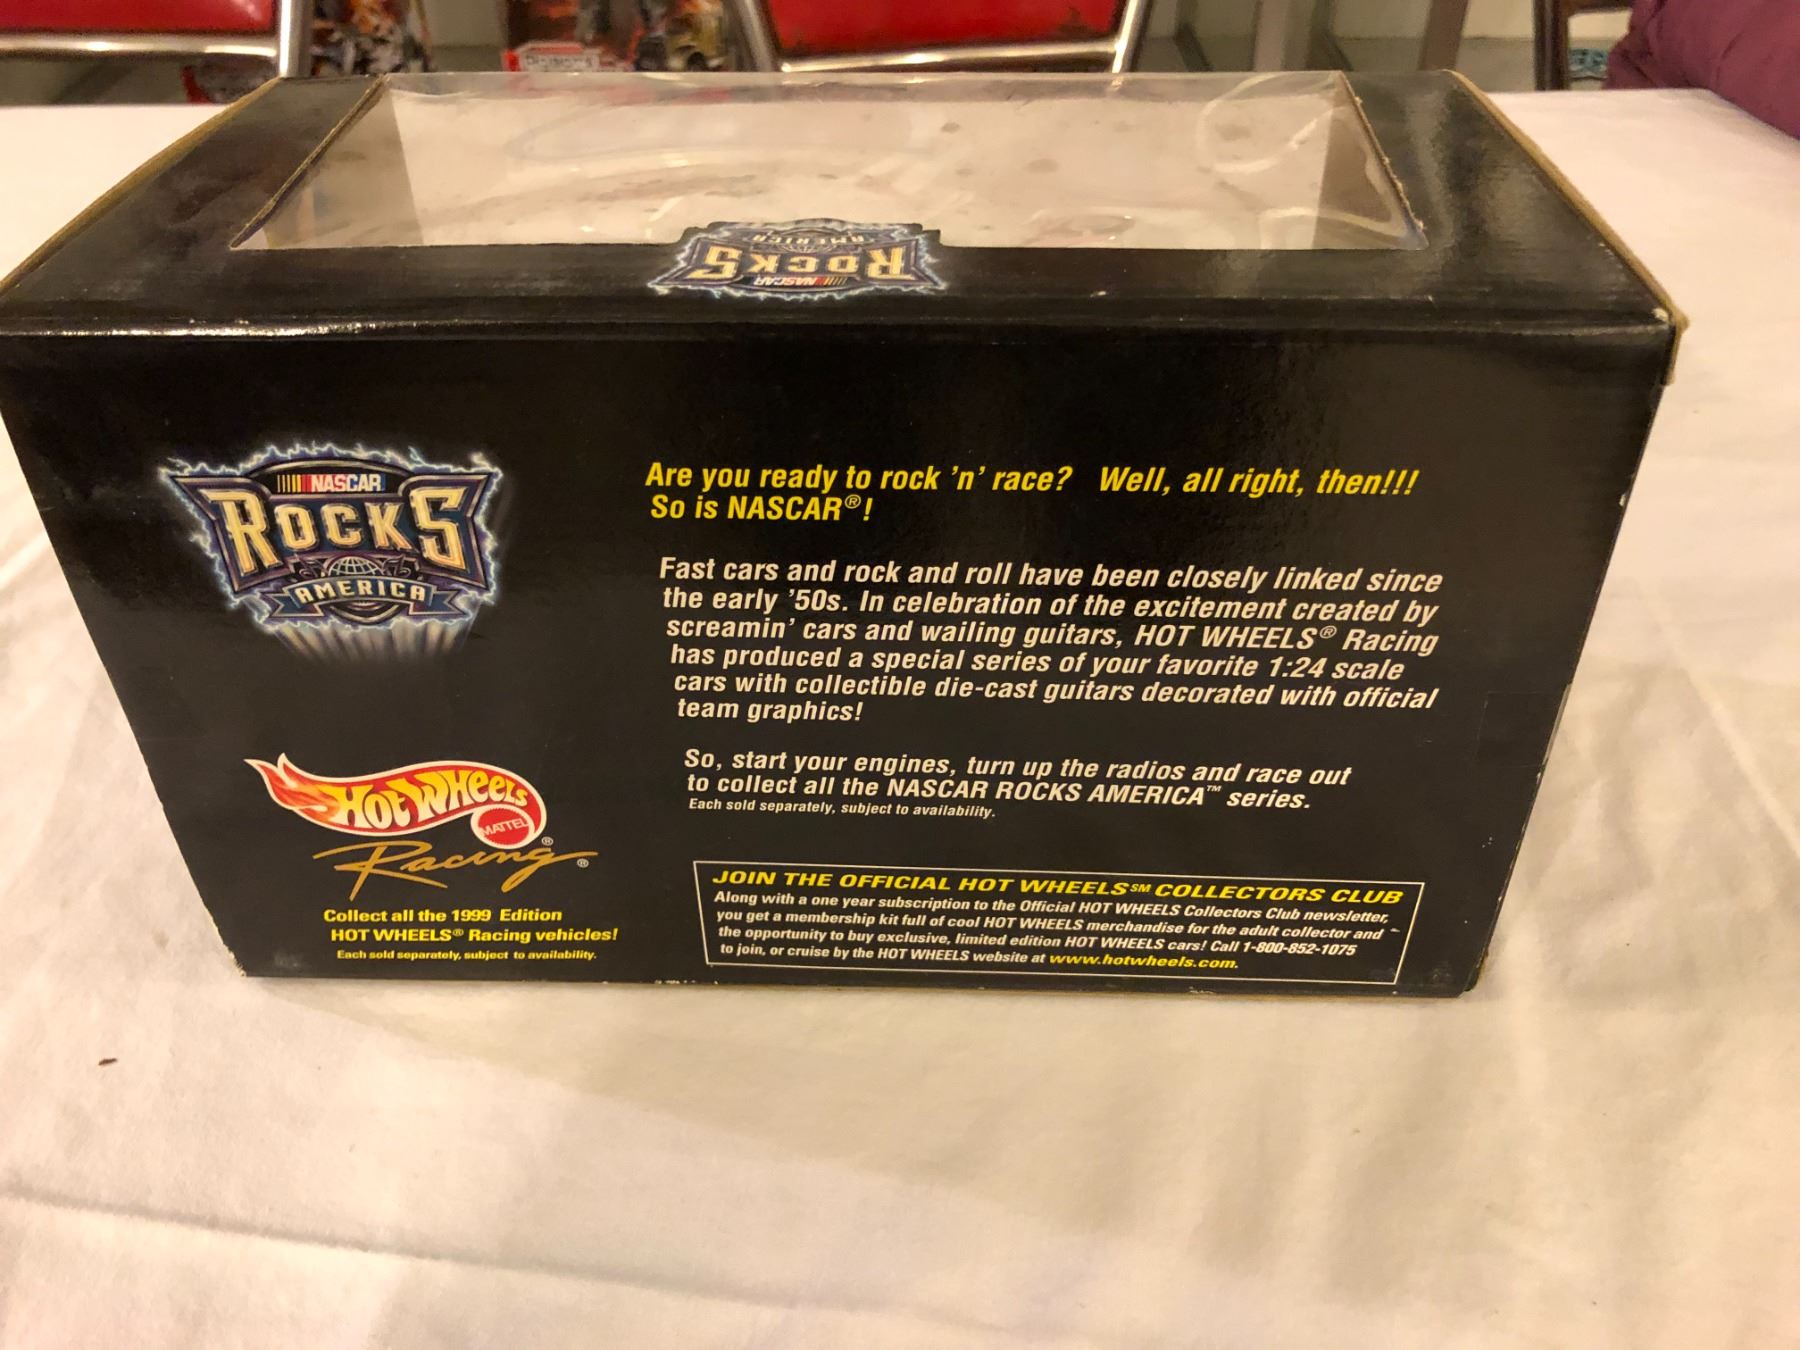 NASCAR
ROCKS
AMERICA
NASCAR
ROCKS
AMERICA
Are you ready to rock 'n' race? Well, all right, then!!!
So is NASCAR®!
Fast cars and rock and roll have been closely linked since
the early '50s. In celebration of the excitement created by
screamin' cars and wailing guitars, HOT WHEELS® Racing
has produced a special series of your favorite 1:24 scale
cars with collectible die-cast guitars decorated with official
team graphics!
So, start your engines, turn up the radios and race out
to collect all the NASCAR ROCKS AMERICA™ series.
Each sold separately, subject to availability.
HOT WHEELS
MATTEL
®
Racing®
Collect all the 1999 Edition
HOT WHEELS® Racing vehicles!
Each sold separately, subject to availability.
JOIN THE OFFICIAL HOT WHEELS℠ COLLECTORS CLUB
Along with a one year subscription to the Official HOT WHEELS Collectors Club newsletter,
you get a membership kit full of cool HOT WHEELS merchandise for the adult collector and
the opportunity to buy exclusive, limited edition HOT WHEELS cars! Call 1-800-852-1075
to join, or cruise by the HOT WHEELS website at www.hotwheels.com.